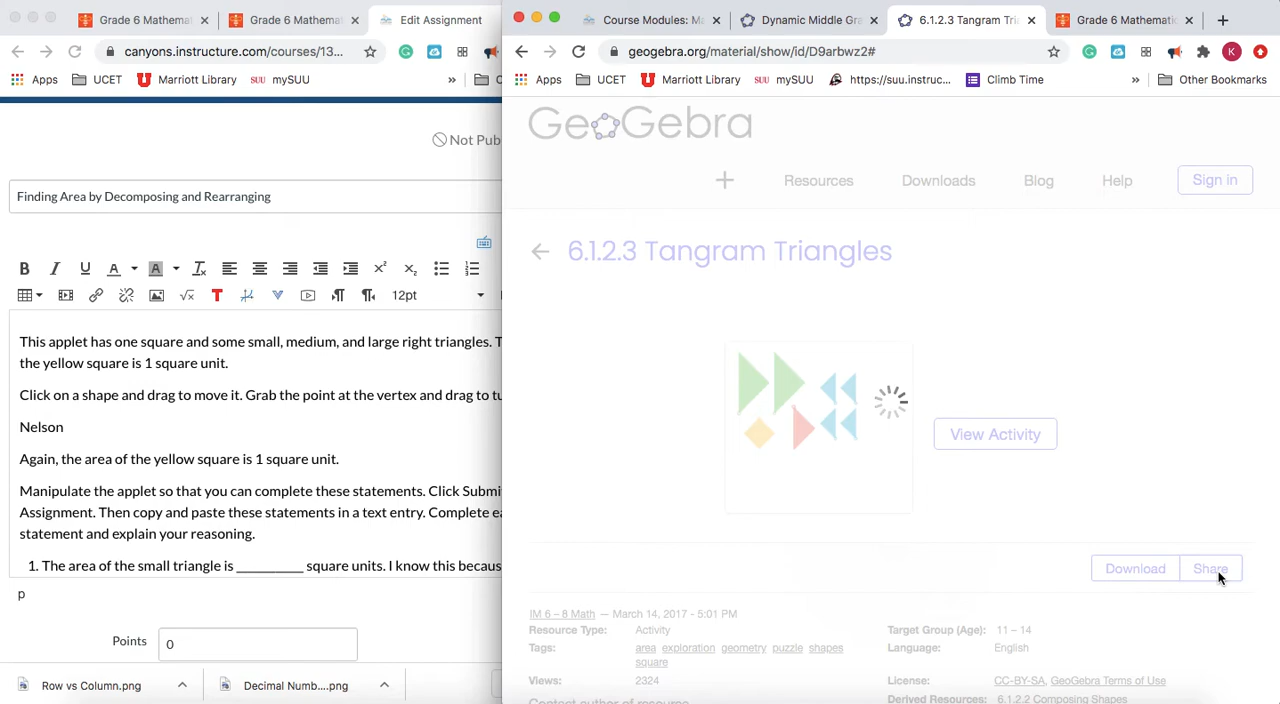 Grade 6 Mathema
Grade 6 Mathema
Edit Assignment
canyons.instructure.com/courses/13...
Apps
UCET
Marriott Library
SUU mySUU
»
Not Pub
Finding Area by Decomposing and Rearranging
B I U A A
12pt
This applet has one square and some small, medium, and large right triangles. T
the yellow square is 1 square unit.
Click on a shape and drag to move it. Grab the point at the vertex and drag to tu
Nelson
Again, the area of the yellow square is 1 square unit.
Manipulate the applet so that you can complete these statements. Click Submi
Assignment. Then copy and paste these statements in a text entry. Complete ea
statement and explain your reasoning.
1. The area of the small triangle is __________ square units. I know this becaus
p
Points 0
Row vs Column.png
Decimal Numb....png
Course Modules: Ma
Dynamic Middle Gra
6.1.2.3 Tangram Tri
Grade 6 Mathematic
geogebra.org/material/show/id/D9arbwz2#
K
Apps
UCET
Marriott Library
SUU mySUU
https://suu.instruc...
Climb Time
»
Other Bookmarks
GeoGebra
+ Resources Downloads Blog Help Sign in
6.1.2.3 Tangram Triangles
View Activity
Download Share
IM 6 – 8 Math — March 14, 2017 - 5:01 PM
Resource Type: Activity
Tags: area exploration geometry puzzle shapes
square
Views: 2324
Contact author of resource
Target Group (Age): 11 – 14
Language: English
License: CC-BY-SA, GeoGebra Terms of Use
Derived Resources: 6.1.2.2 Composing Shapes